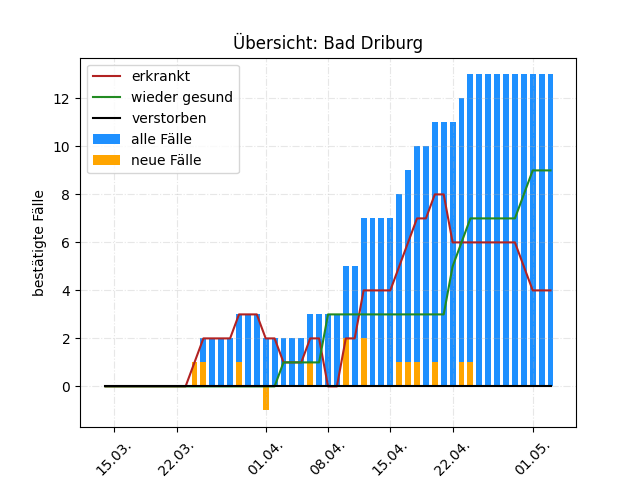 Übersicht: Bad Driburg
erkrankt
wieder gesund
verstorben
alle Fälle
neue Fälle
bestätigte Fälle
12
10
8
6
4
2
0
15.03.
22.03.
01.04.
08.04.
15.04.
22.04.
01.05.